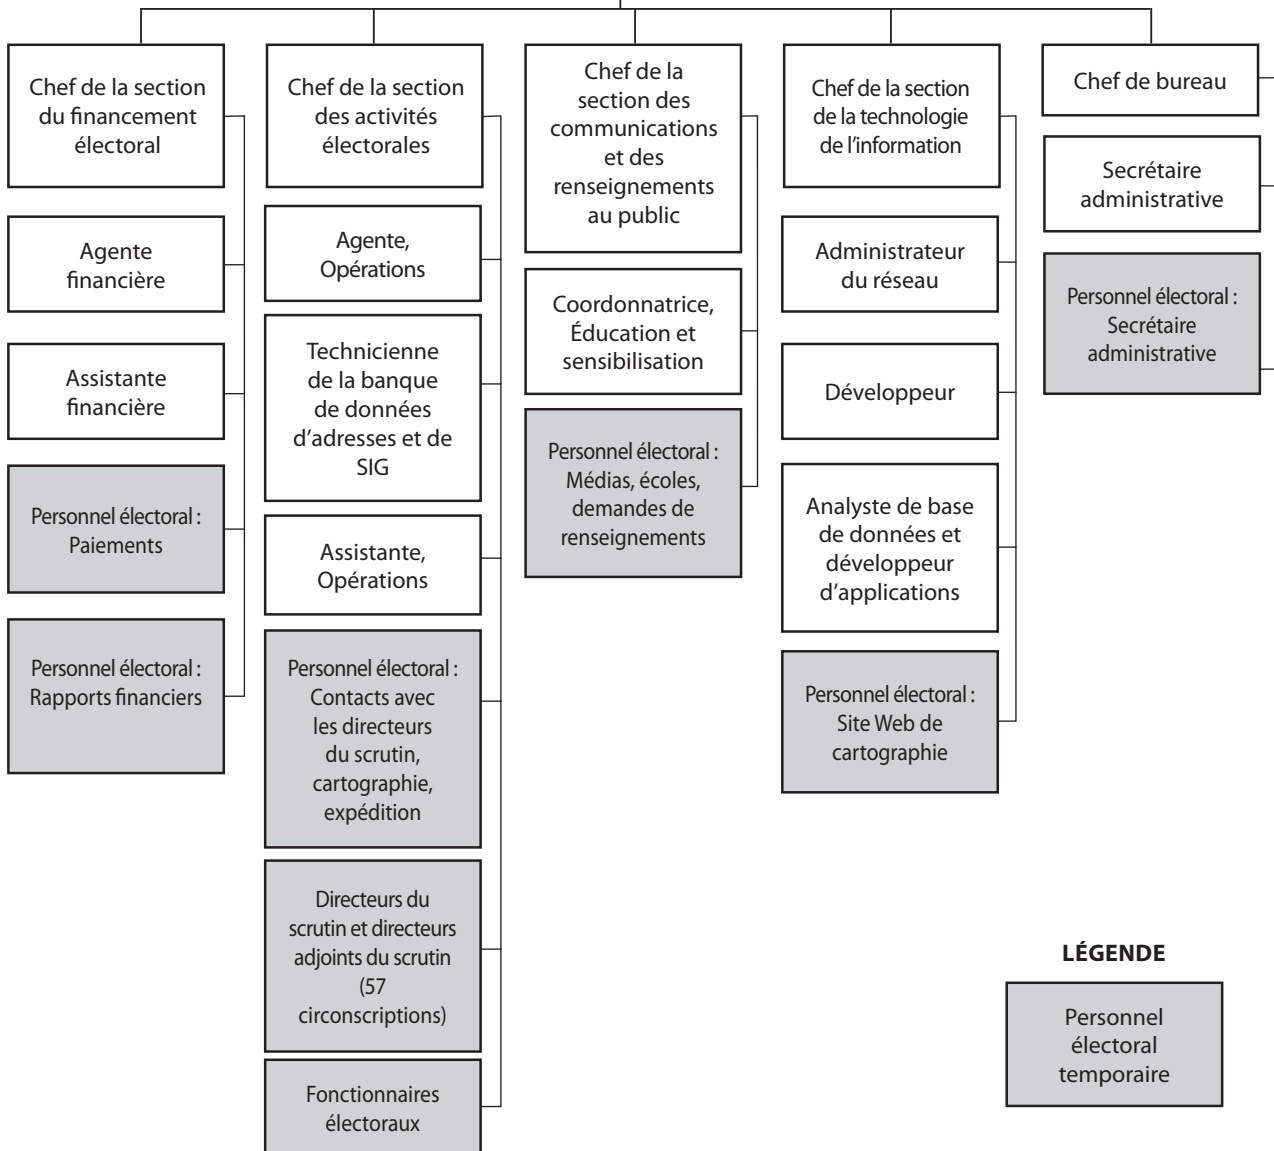 Chef de la section
du financement
électoral
Agente
financière
Assistante
financière
Personnel électoral :
Paiements
Personnel électoral :
Rapports financiers
Chef de la section
des activités
électorales
Agente,
Opérations
Technicienne
de la banque
de données
d'adresses et de
SIG
Assistante,
Opérations
Personnel électoral :
Contacts avec
les directeurs
du scrutin,
cartographie,
expédition
Directeurs du
scrutin et directeurs
adjoints du scrutin
(57
circonscriptions)
Fonctionnaires
électoraux
Chef de la
section des
communications
et des
renseignements
au public
Coordonnatrice,
Éducation et
sensibilisation
Personnel électoral :
Médias, écoles,
demandes de
renseignements
Chef de la section
de la technologie
de l'information
Administrateur
du réseau
Développeur
Analyste de base
de données et
développeur
d'applications
Personnel électoral :
Site Web de
cartographie
Chef de bureau
Secrétaire
administrative
Personnel électoral :
Secrétaire
administrative
LÉGENDE
Personnel
électoral
temporaire